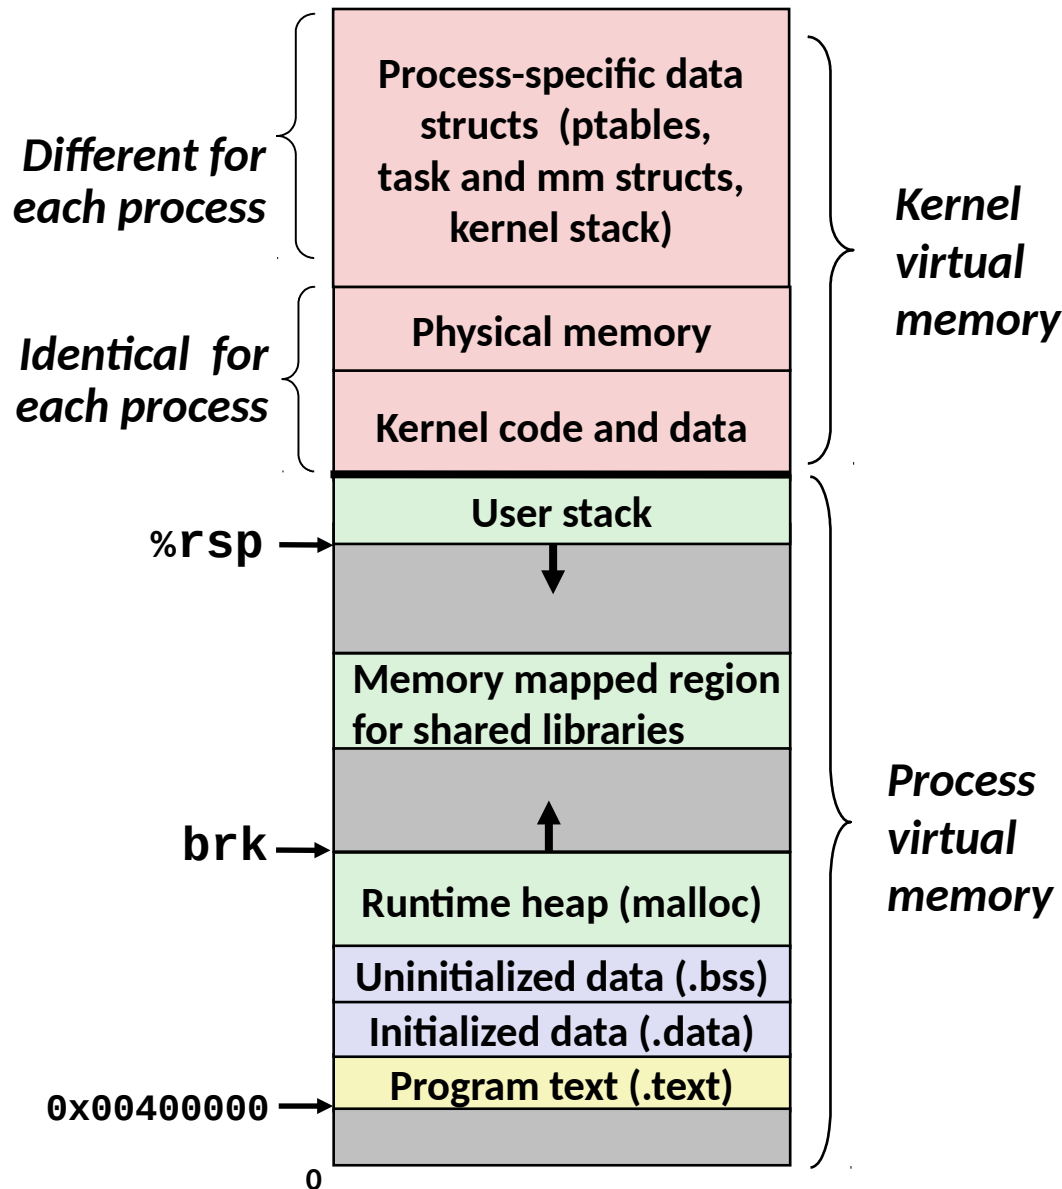 Process-specific data
structs (ptables,
task and mm structs,
kernel stack)
Different for
each process
Kernel
virtual
memory
Physical memory
Identical for
each process
Kernel code and data
User stack
%rsp
Memory mapped region
for shared libraries
Process
virtual
memory
brk
Runtime heap (malloc)
Uninitialized data (.bss)
Initialized data (.data)
Program text (.text)
0x00400000
0